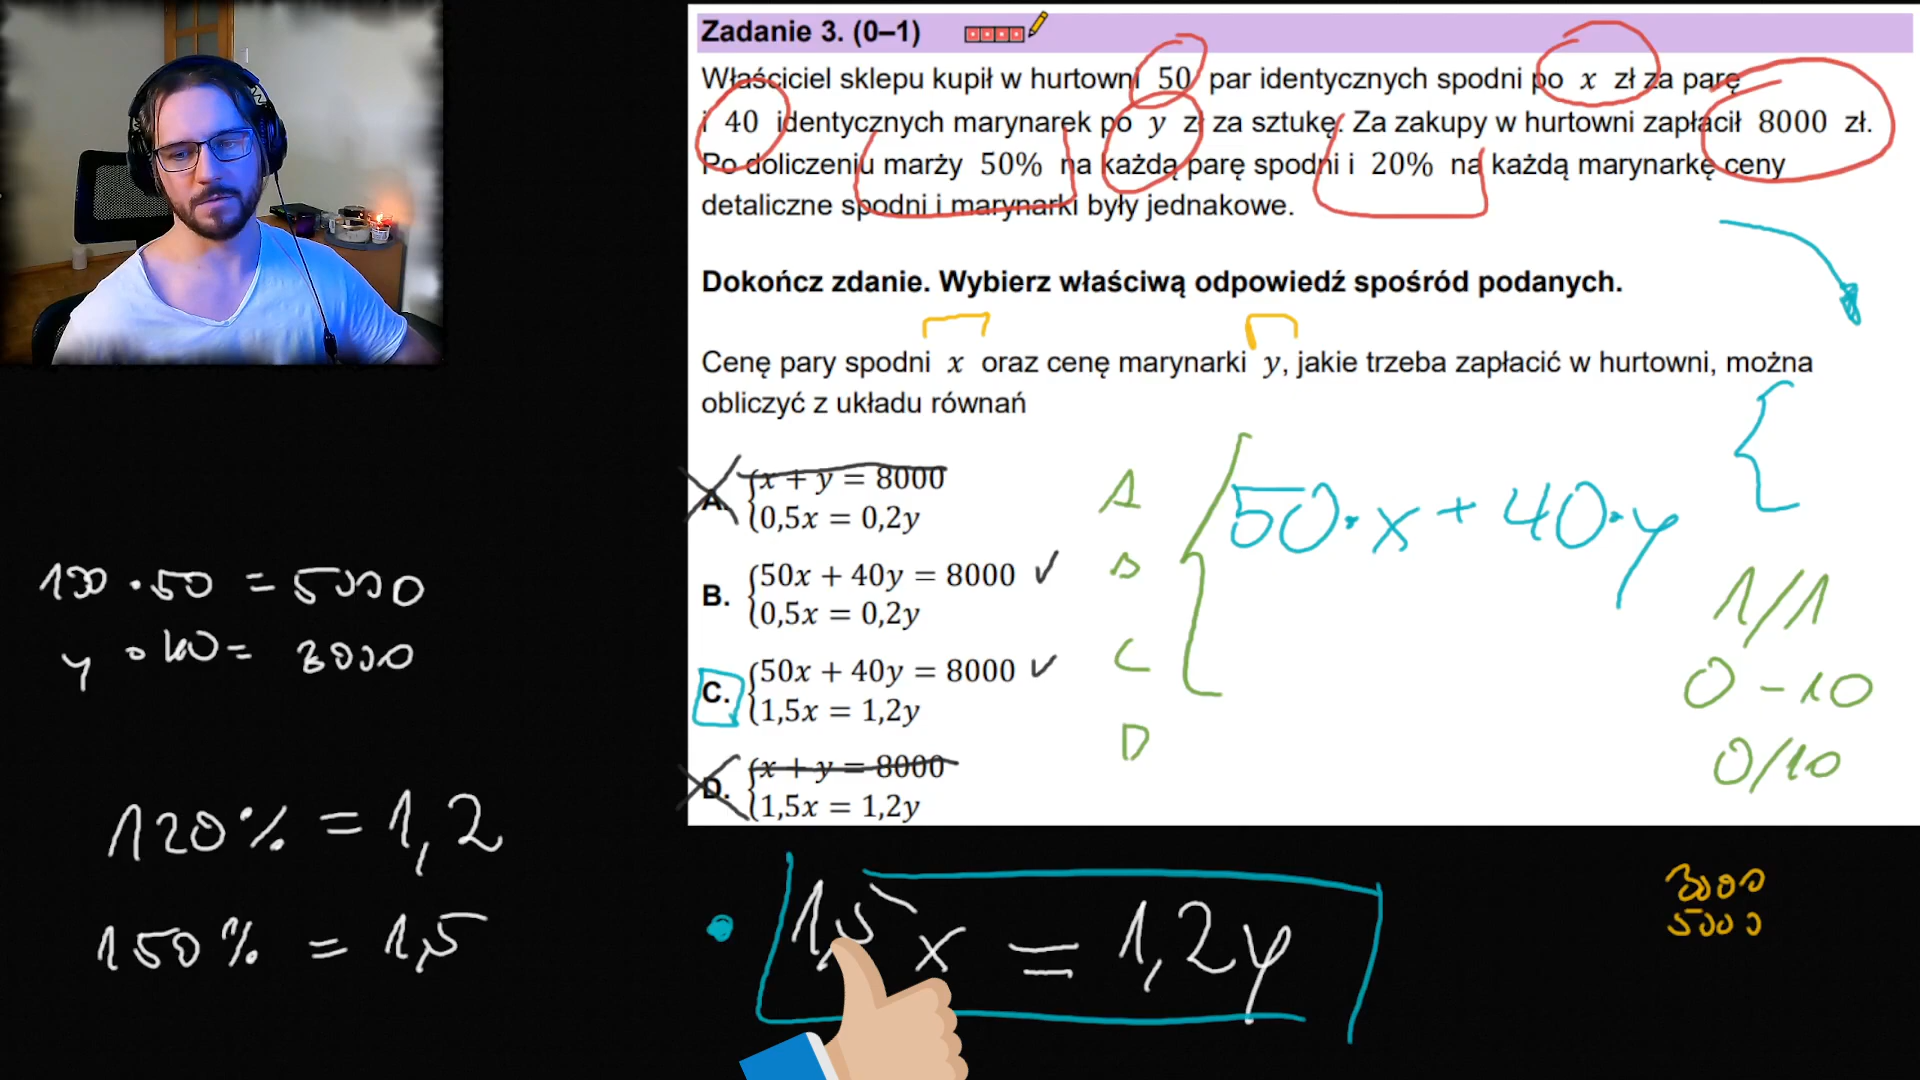 Zadanie 3. (0–1)
Właściciel sklepu kupił w hurtowni 50 par identycznych spodni po x zł za parę
i 40 identycznych marynarek po y zł za sztukę. Za zakupy w hurtowni zapłacił 8000 zł.
Po doliczeniu marży 50% na każdą parę spodni i 20% na każdą marynarkę ceny
detaliczne spodni i marynarki były jednakowe.
Dokończ zdanie. Wybierz właściwą odpowiedź spośród podanych.
Cenę pary spodni x oraz cenę marynarki y, jakie trzeba zapłacić w hurtowni, można
obliczyć z układu równań
A. {x + y = 8000
{0,5x = 0,2y
B. {50x + 40y = 8000 ✓
{0,5x = 0,2y
C. {50x + 40y = 8000 ✓
{1,5x = 1,2y
D. {x + y = 8000
{1,5x = 1,2y
A
B
C
D
50·x + 40·y
1/1
0 – 10
0/10
100 · 50 = 5000
y · 40 = 3000
120% = 1,2
150% = 1,5
1,5 x = 1,2y
3000
5000